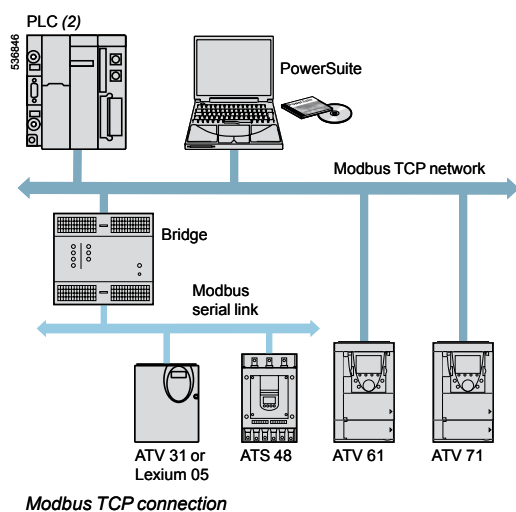 PLC (2)
536846
PowerSuite
Modbus TCP network
Bridge
Modbus
serial link
ATV 31 or
Lexium 05
ATS 48
ATV 61
ATV 71
Modbus TCP connection